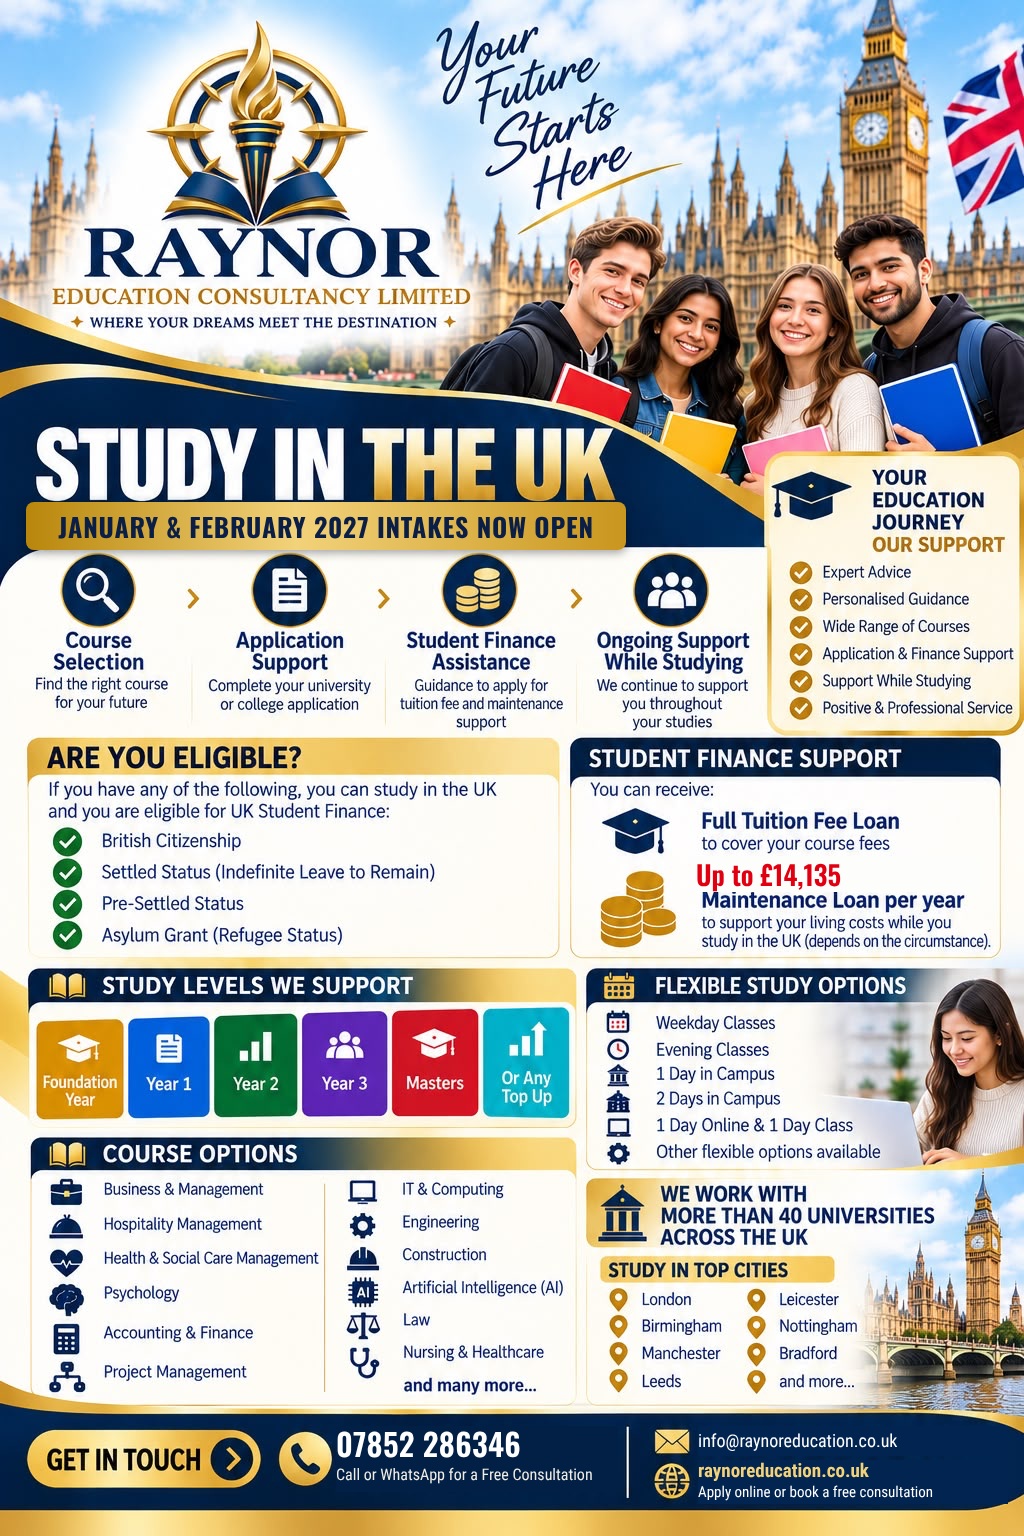 Your
Future
Starts
Here
RAYNOR
EDUCATION CONSULTANCY LIMITED
WHERE YOUR DREAMS MEET THE DESTINATION
STUDY IN THE UK
JANUARY & FEBRUARY 2027 INTAKES NOW OPEN
Course
Selection
Find the right course
for your future
Application
Support
Complete your university
or college application
Student Finance
Assistance
Guidance to apply for
tuition fee and maintenance
support
Ongoing Support
While Studying
We continue to support
you throughout
your studies
YOUR
EDUCATION
JOURNEY
OUR SUPPORT
Expert Advice
Personalised Guidance
Wide Range of Courses
Application & Finance Support
Support While Studying
Positive & Professional Service
ARE YOU ELIGIBLE?
If you have any of the following, you can study in the UK
and you are eligible for UK Student Finance:
British Citizenship
Settled Status (Indefinite Leave to Remain)
Pre-Settled Status
Asylum Grant (Refugee Status)
STUDENT FINANCE SUPPORT
You can receive:
Full Tuition Fee Loan
to cover your course fees
Up to £14,135
Maintenance Loan per year
to support your living costs while you
study in the UK (depends on the circumstance).
STUDY LEVELS WE SUPPORT
Foundation
Year
Year 1
Year 2
Year 3
Masters
Or Any
Top Up
FLEXIBLE STUDY OPTIONS
Weekday Classes
Evening Classes
1 Day in Campus
2 Days in Campus
1 Day Online & 1 Day Class
Other flexible options available
COURSE OPTIONS
Business & Management
Hospitality Management
Health & Social Care Management
Psychology
Accounting & Finance
Project Management
IT & Computing
Engineering
Construction
AI
Artificial Intelligence (AI)
Law
Nursing & Healthcare
and many more...
WE WORK WITH
MORE THAN 40 UNIVERSITIES
ACROSS THE UK
STUDY IN TOP CITIES
London
Birmingham
Manchester
Leeds
Leicester
Nottingham
Bradford
and more...
GET IN TOUCH
07852 286346
Call or WhatsApp for a Free Consultation
info@raynoreducation.co.uk
raynoreducation.co.uk
Apply online or book a free consultation